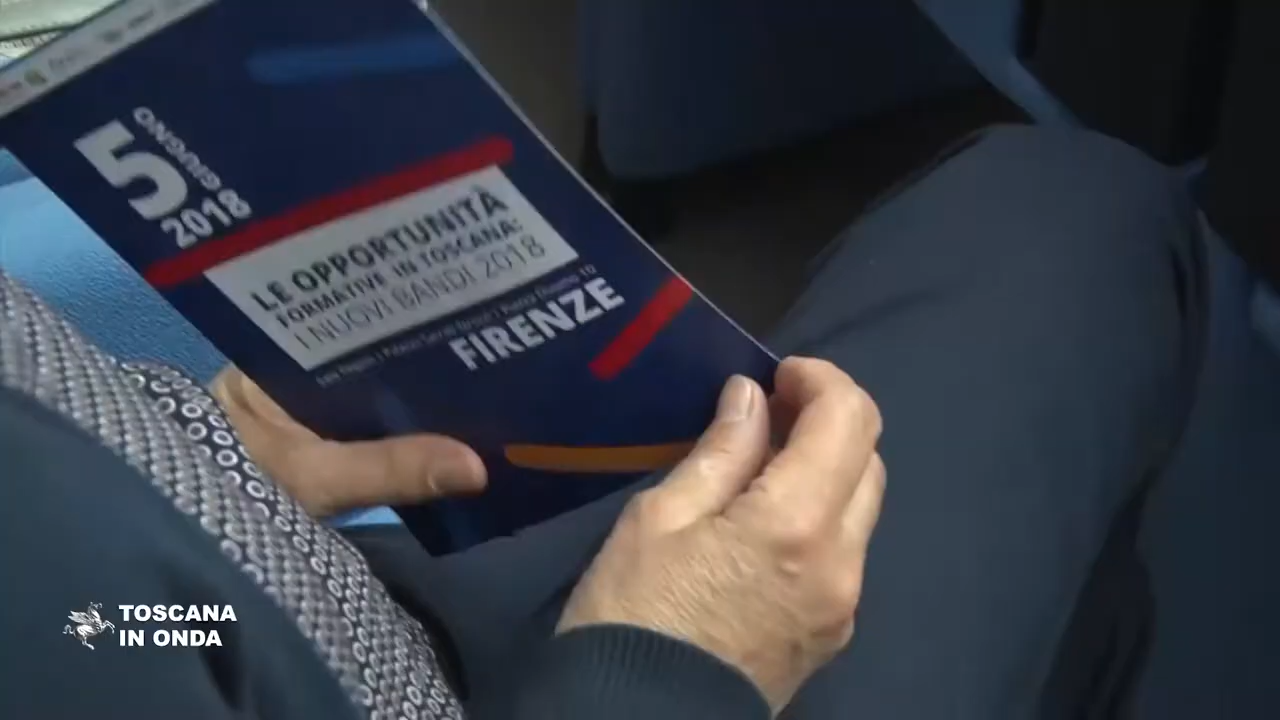 5
GIUGNO
2018
LE OPPORTUNITÀ
FORMATIVE IN TOSCANA:
I NUOVI BANDI 2018
FIRENZE
TOSCANA
IN ONDA